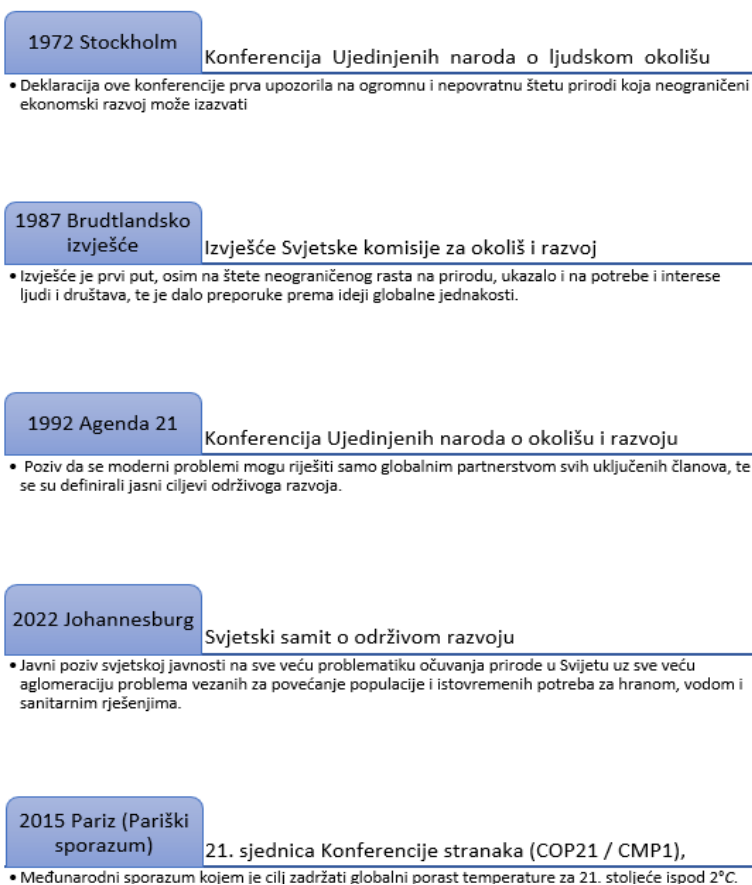 1972 Stockholm
Konferencija Ujedinjenih naroda o ljudskom okolišu
• Deklaracija ove konferencije prva upozorila na ogromnu i nepovratnu štetu prirodi koja neograničeni
ekonomski razvoj može izazvati
1987 Brudtlandsko
izvješće
Izvješće Svjetske komisije za okoliš i razvoj
• Izvješće je prvi put, osim na štete neograničenog rasta na prirodu, ukazalo i na potrebe i interese
ljudi i društava, te je dalo preporuke prema ideji globalne jednakosti.
1992 Agenda 21
Konferencija Ujedinjenih naroda o okolišu i razvoju
• Poziv da se moderni problemi mogu riješiti samo globalnim partnerstvom svih uključenih članova, te
se su definirali jasni ciljevi održivoga razvoja.
2022 Johannesburg
Svjetski samit o održivom razvoju
• Javni poziv svjetskoj javnosti na sve veću problematiku očuvanja prirode u Svijetu uz sve veću
aglomeraciju problema vezanih za povećanje populacije i istovremenih potreba za hranom, vodom i
sanitarnim rješenjima.
2015 Pariz (Pariški
sporazum)
21. sjednica Konferencije stranaka (COP21 / CMP1),
• Međunarodni sporazum kojem je cilj zadržati globalni porast temperature za 21. stoljeće ispod 2°C.